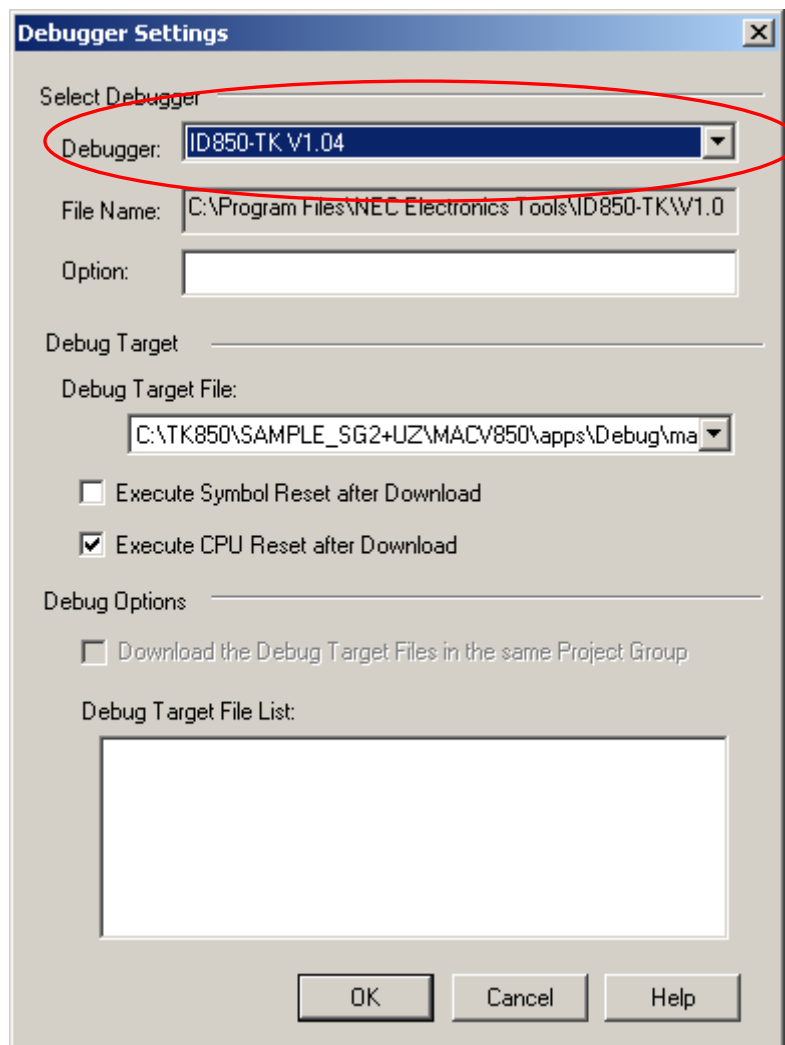 Debugger Settings
Select Debugger
Debugger: ID850-TK V1.04
File Name: C:\Program Files\NEC Electronics Tools\ID850-TK\V1.0
Option:
Debug Target
Debug Target File:
C:\TK850\SAMPLE_SG2+UZ\MACV850\apps\Debug\ma
Execute Symbol Reset after Download
Execute CPU Reset after Download
Debug Options
Download the Debug Target Files in the same Project Group
Debug Target File List:
OK Cancel Help